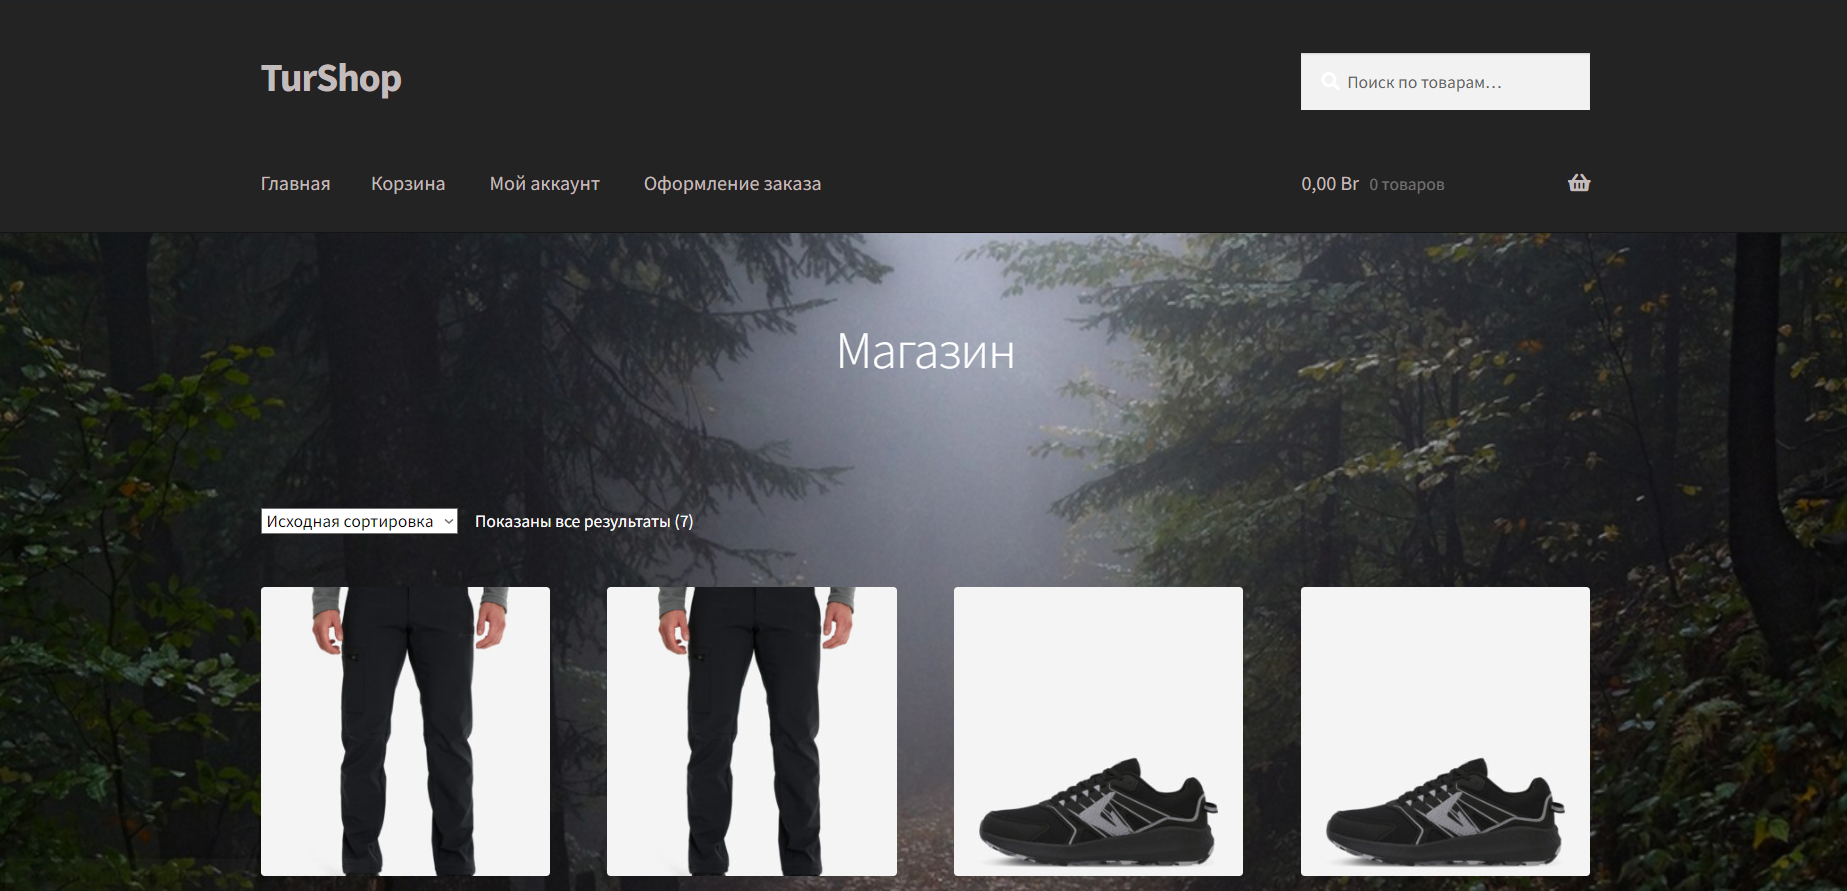 TurShop
Поиск по товарам…
Главная Корзина Мой аккаунт Оформление заказа
0,00 Br 0 товаров
Магазин
Исходная сортировка
Показаны все результаты (7)